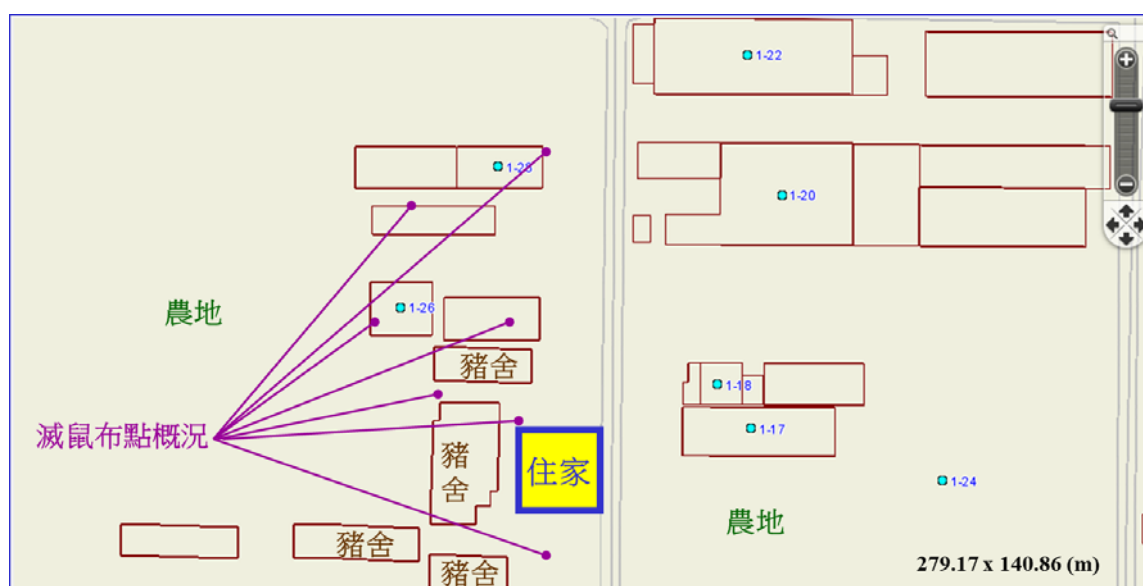 1-22
1-28
1-20
農地
1-26
豬舍
1-18
滅鼠布點概況
1-17
豬
舍
住家
1-24
農地
豬舍
279.17 x 140.86 (m)
豬舍